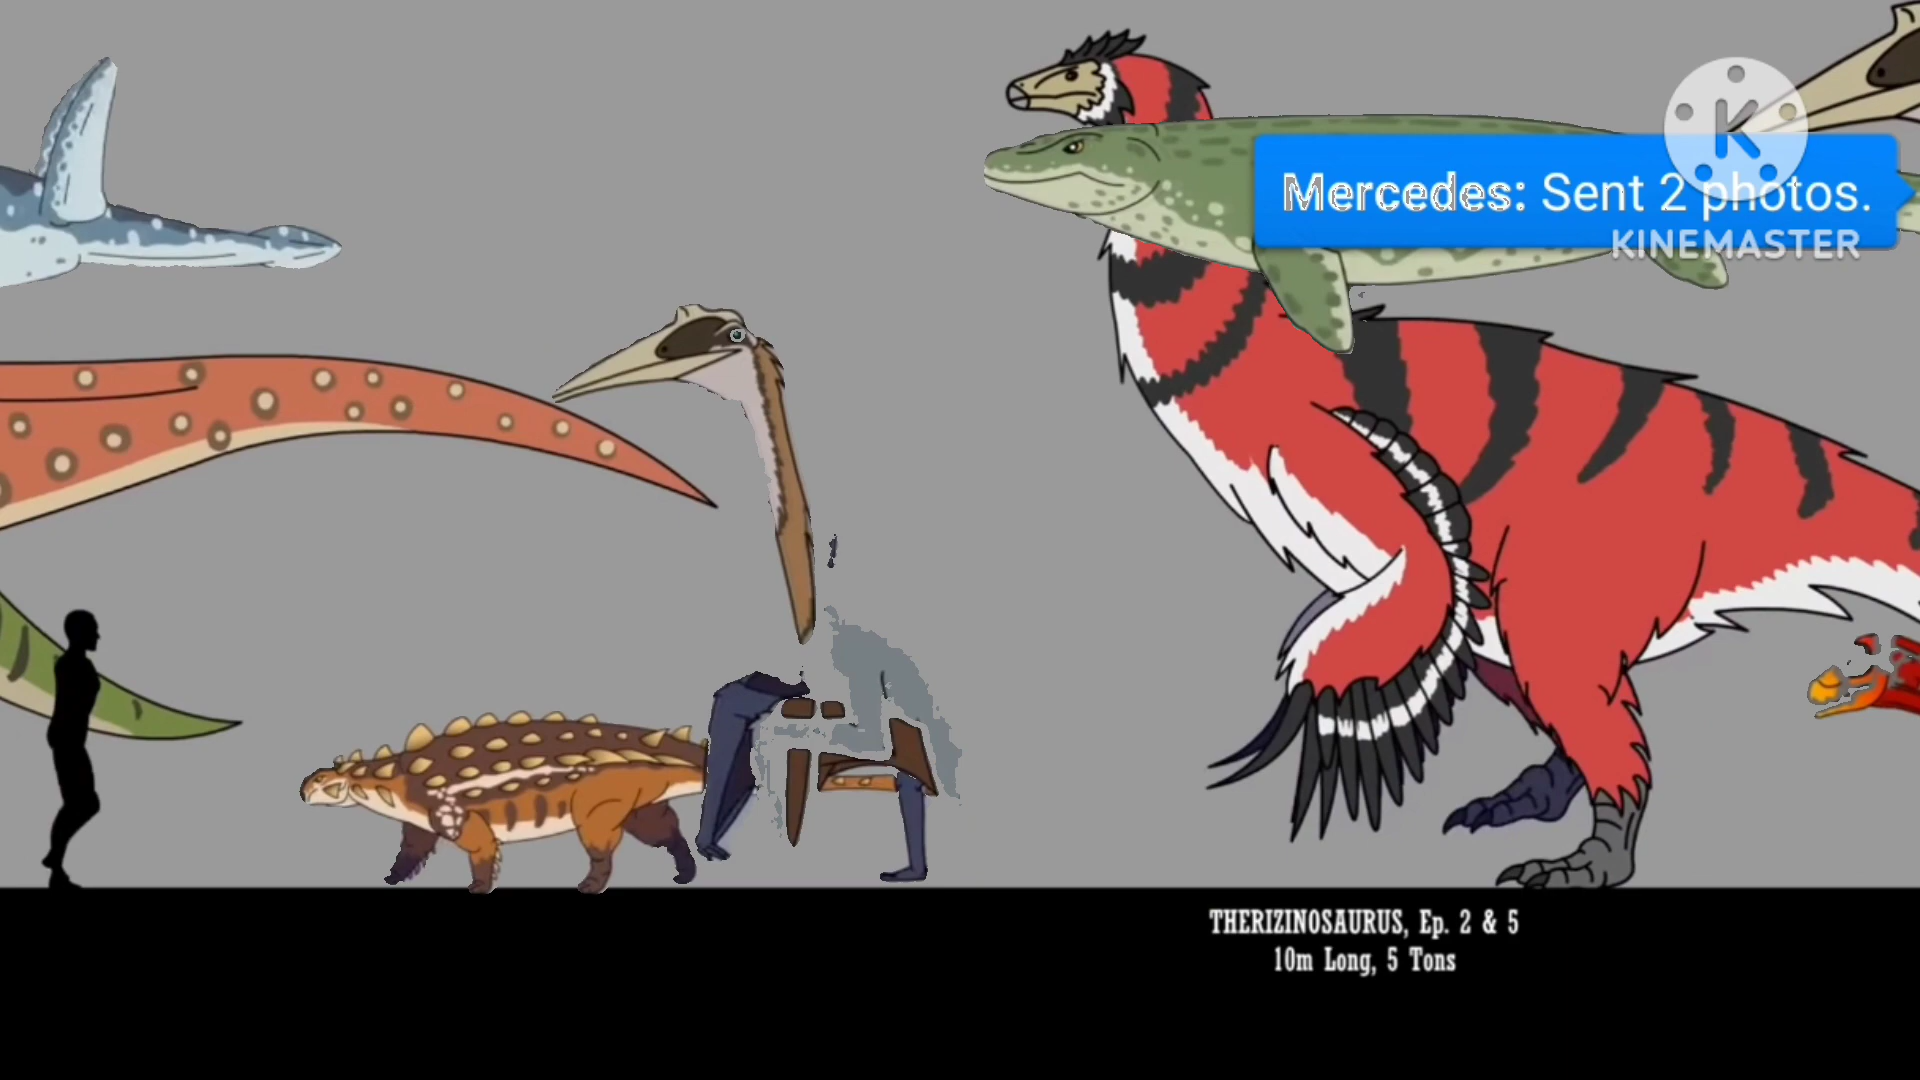 Mercedes: Sent 2 photos.
K
KINEMASTER
THERIZINOSAURUS, Ep. 2 & 5
10m Long, 5 Tons